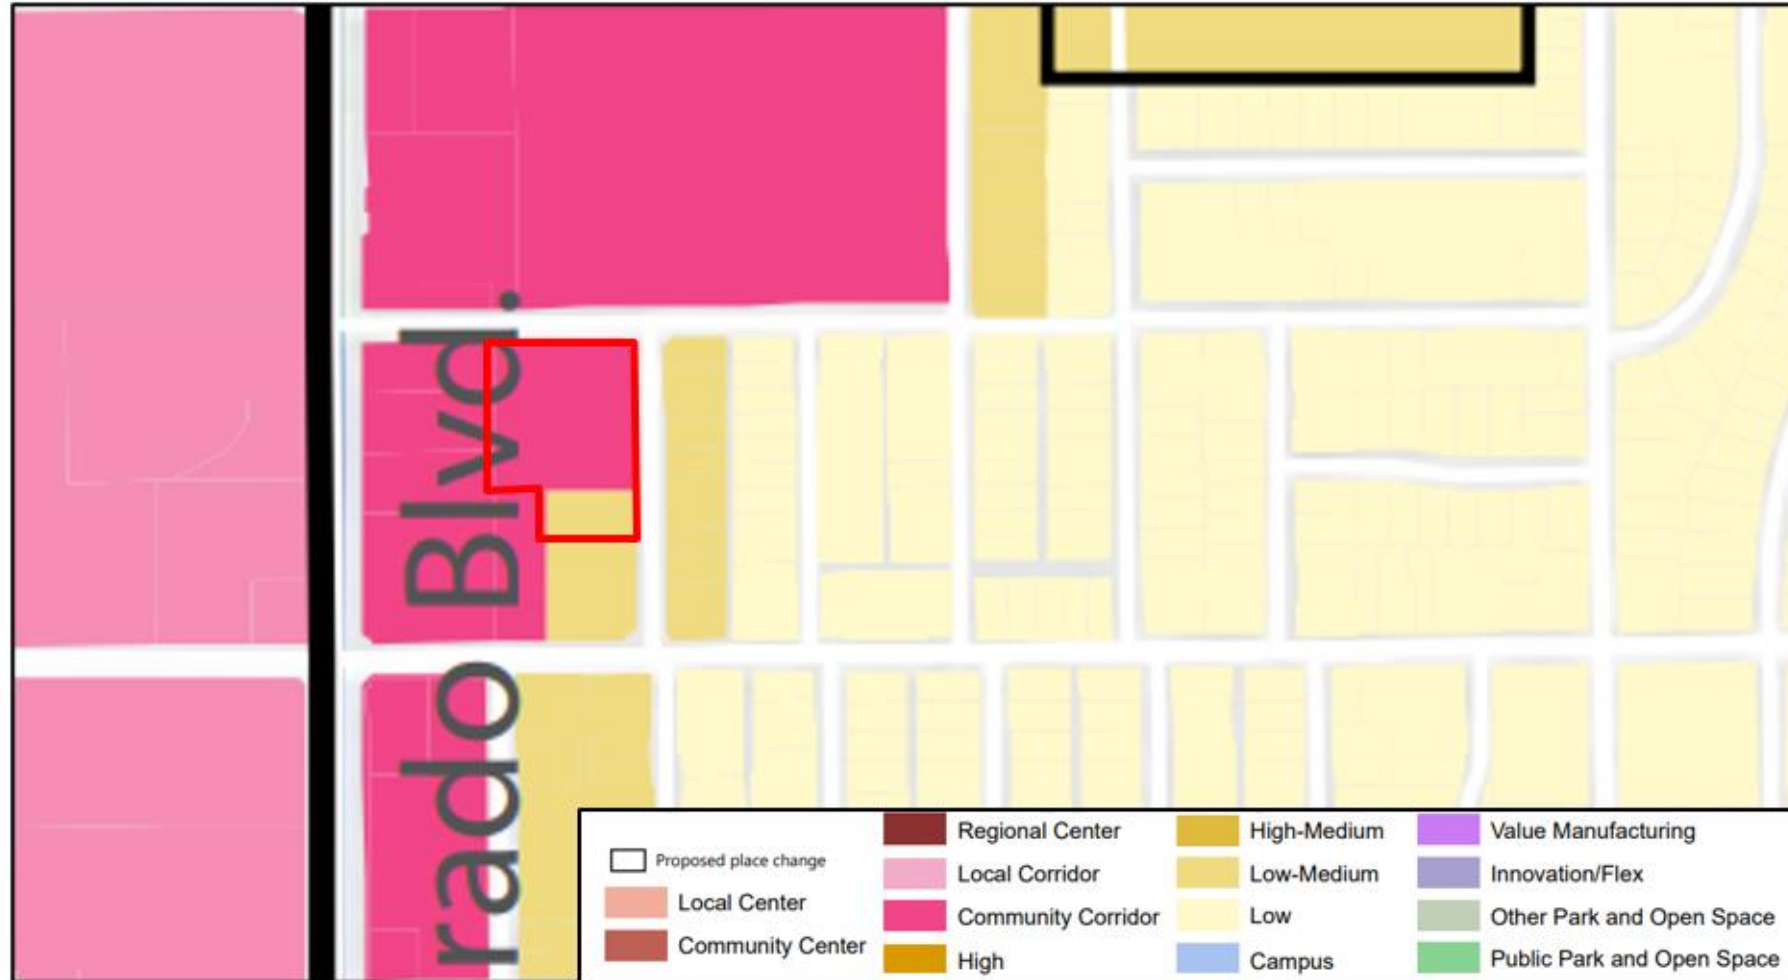 rado Blvd.
Proposed place change
Local Center
Community Center
Regional Center
Local Corridor
Community Corridor
High
High-Medium
Low-Medium
Low
Campus
Value Manufacturing
Innovation/Flex
Other Park and Open Space
Public Park and Open Space